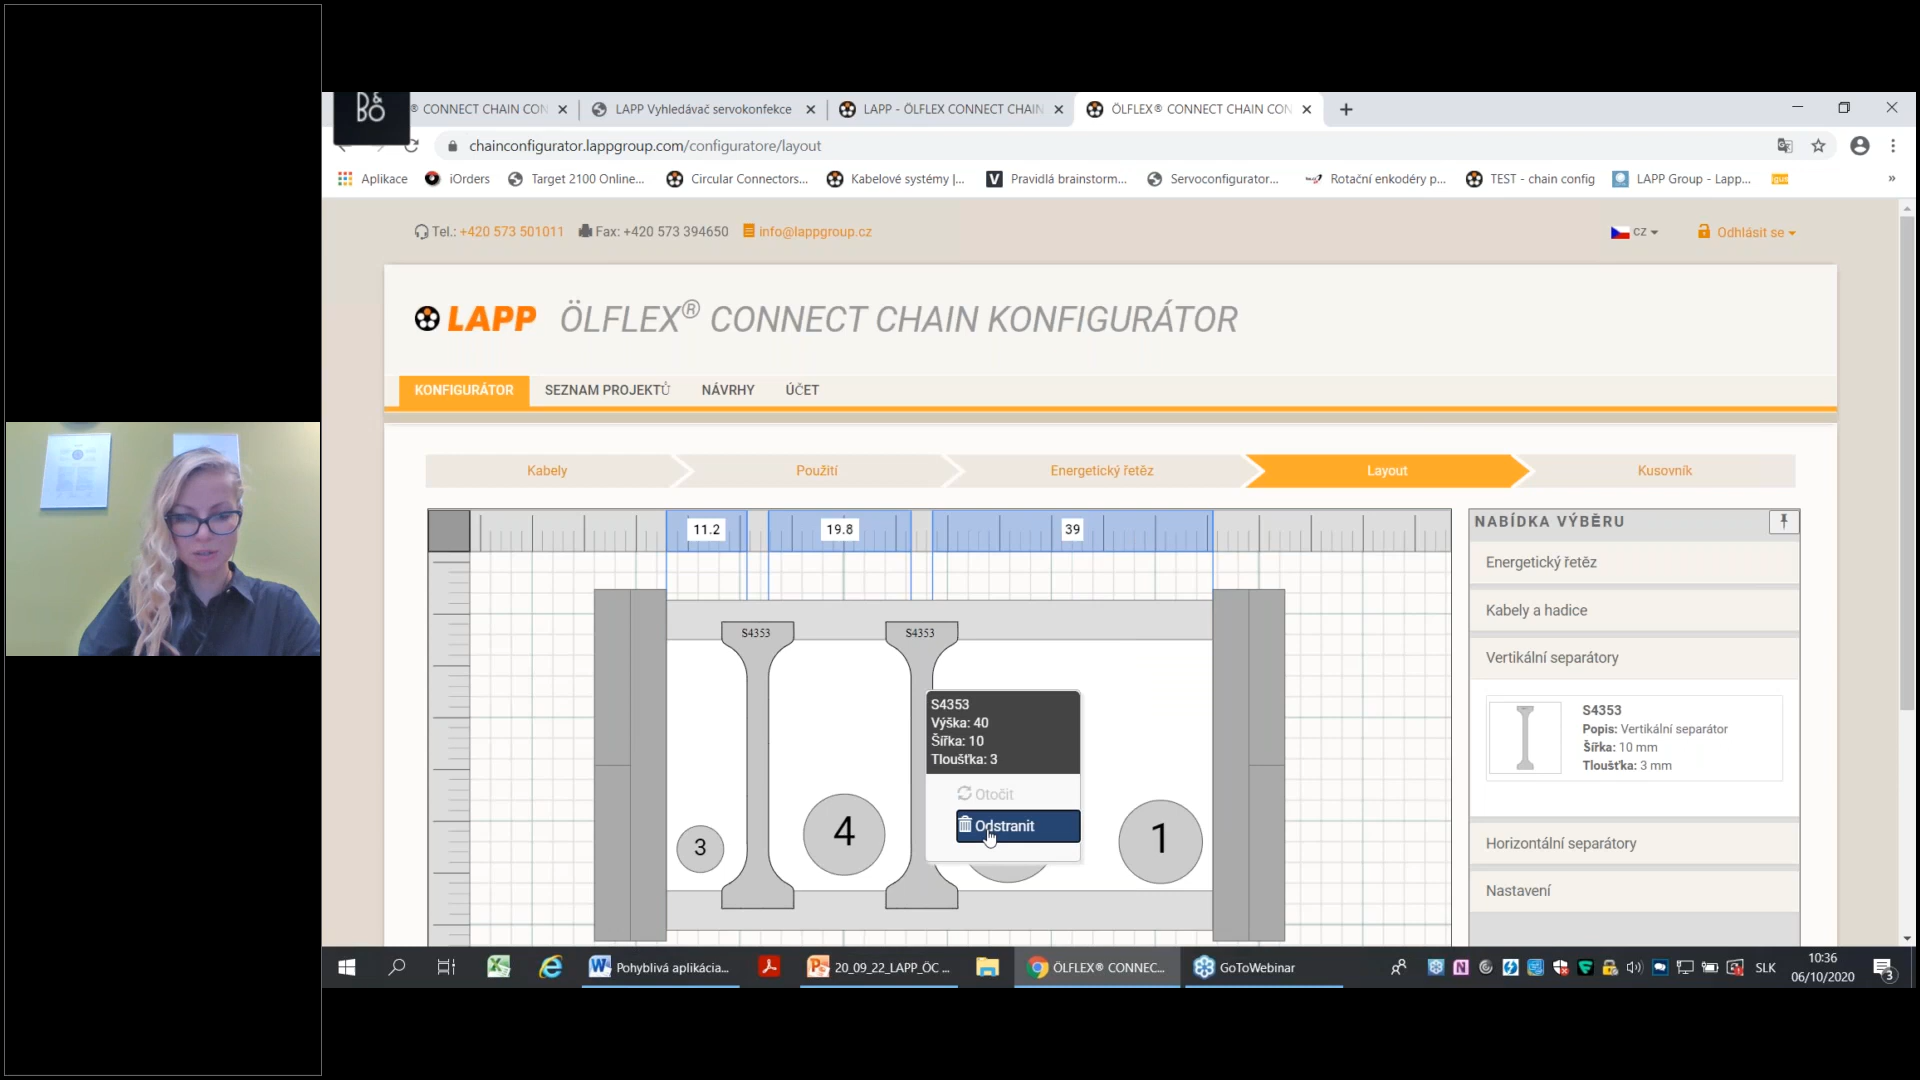 B&O
® CONNECT CHAIN CON
LAPP Vyhledávač servokonfekce
LAPP - ÖLFLEX CONNECT CHAIN
ÖLFLEX® CONNECT CHAIN CON
chainconfigurator.lappgroup.com/configuratore/layout
Aplikace
iOrders
Target 2100 Online...
Circular Connectors...
Kabelové systémy |...
Pravidlá brainstorm...
Servoconfigurator...
Rotační enkodéry p...
TEST - chain config
LAPP Group - Lapp...
igus
»
Tel.: +420 573 501011
Fax: +420 573 394650
info@lappgroup.cz
CZ
Odhlásit se
LAPP
ÖLFLEX® CONNECT CHAIN KONFIGURÁTOR
KONFIGURÁTOR
SEZNAM PROJEKTŮ
NÁVRHY
ÚČET
Kabely
Použití
Energetický řetěz
Layout
Kusovník
11.2
19.8
39
S4353
S4353
S4353
Výška: 40
Šířka: 10
Tloušťka: 3
Otočit
Odstranit
3
4
1
NABÍDKA VÝBĚRU
Energetický řetěz
Kabely a hadice
Vertikální separátory
S4353
Popis: Vertikální separátor
Šířka: 10 mm
Tloušťka: 3 mm
Horizontální separátory
Nastavení
Pohyblivá aplikácia...
20_09_22_LAPP_ÖC ...
ÖLFLEX® CONNEC...
GoToWebinar
SLK
10:36
06/10/2020
3